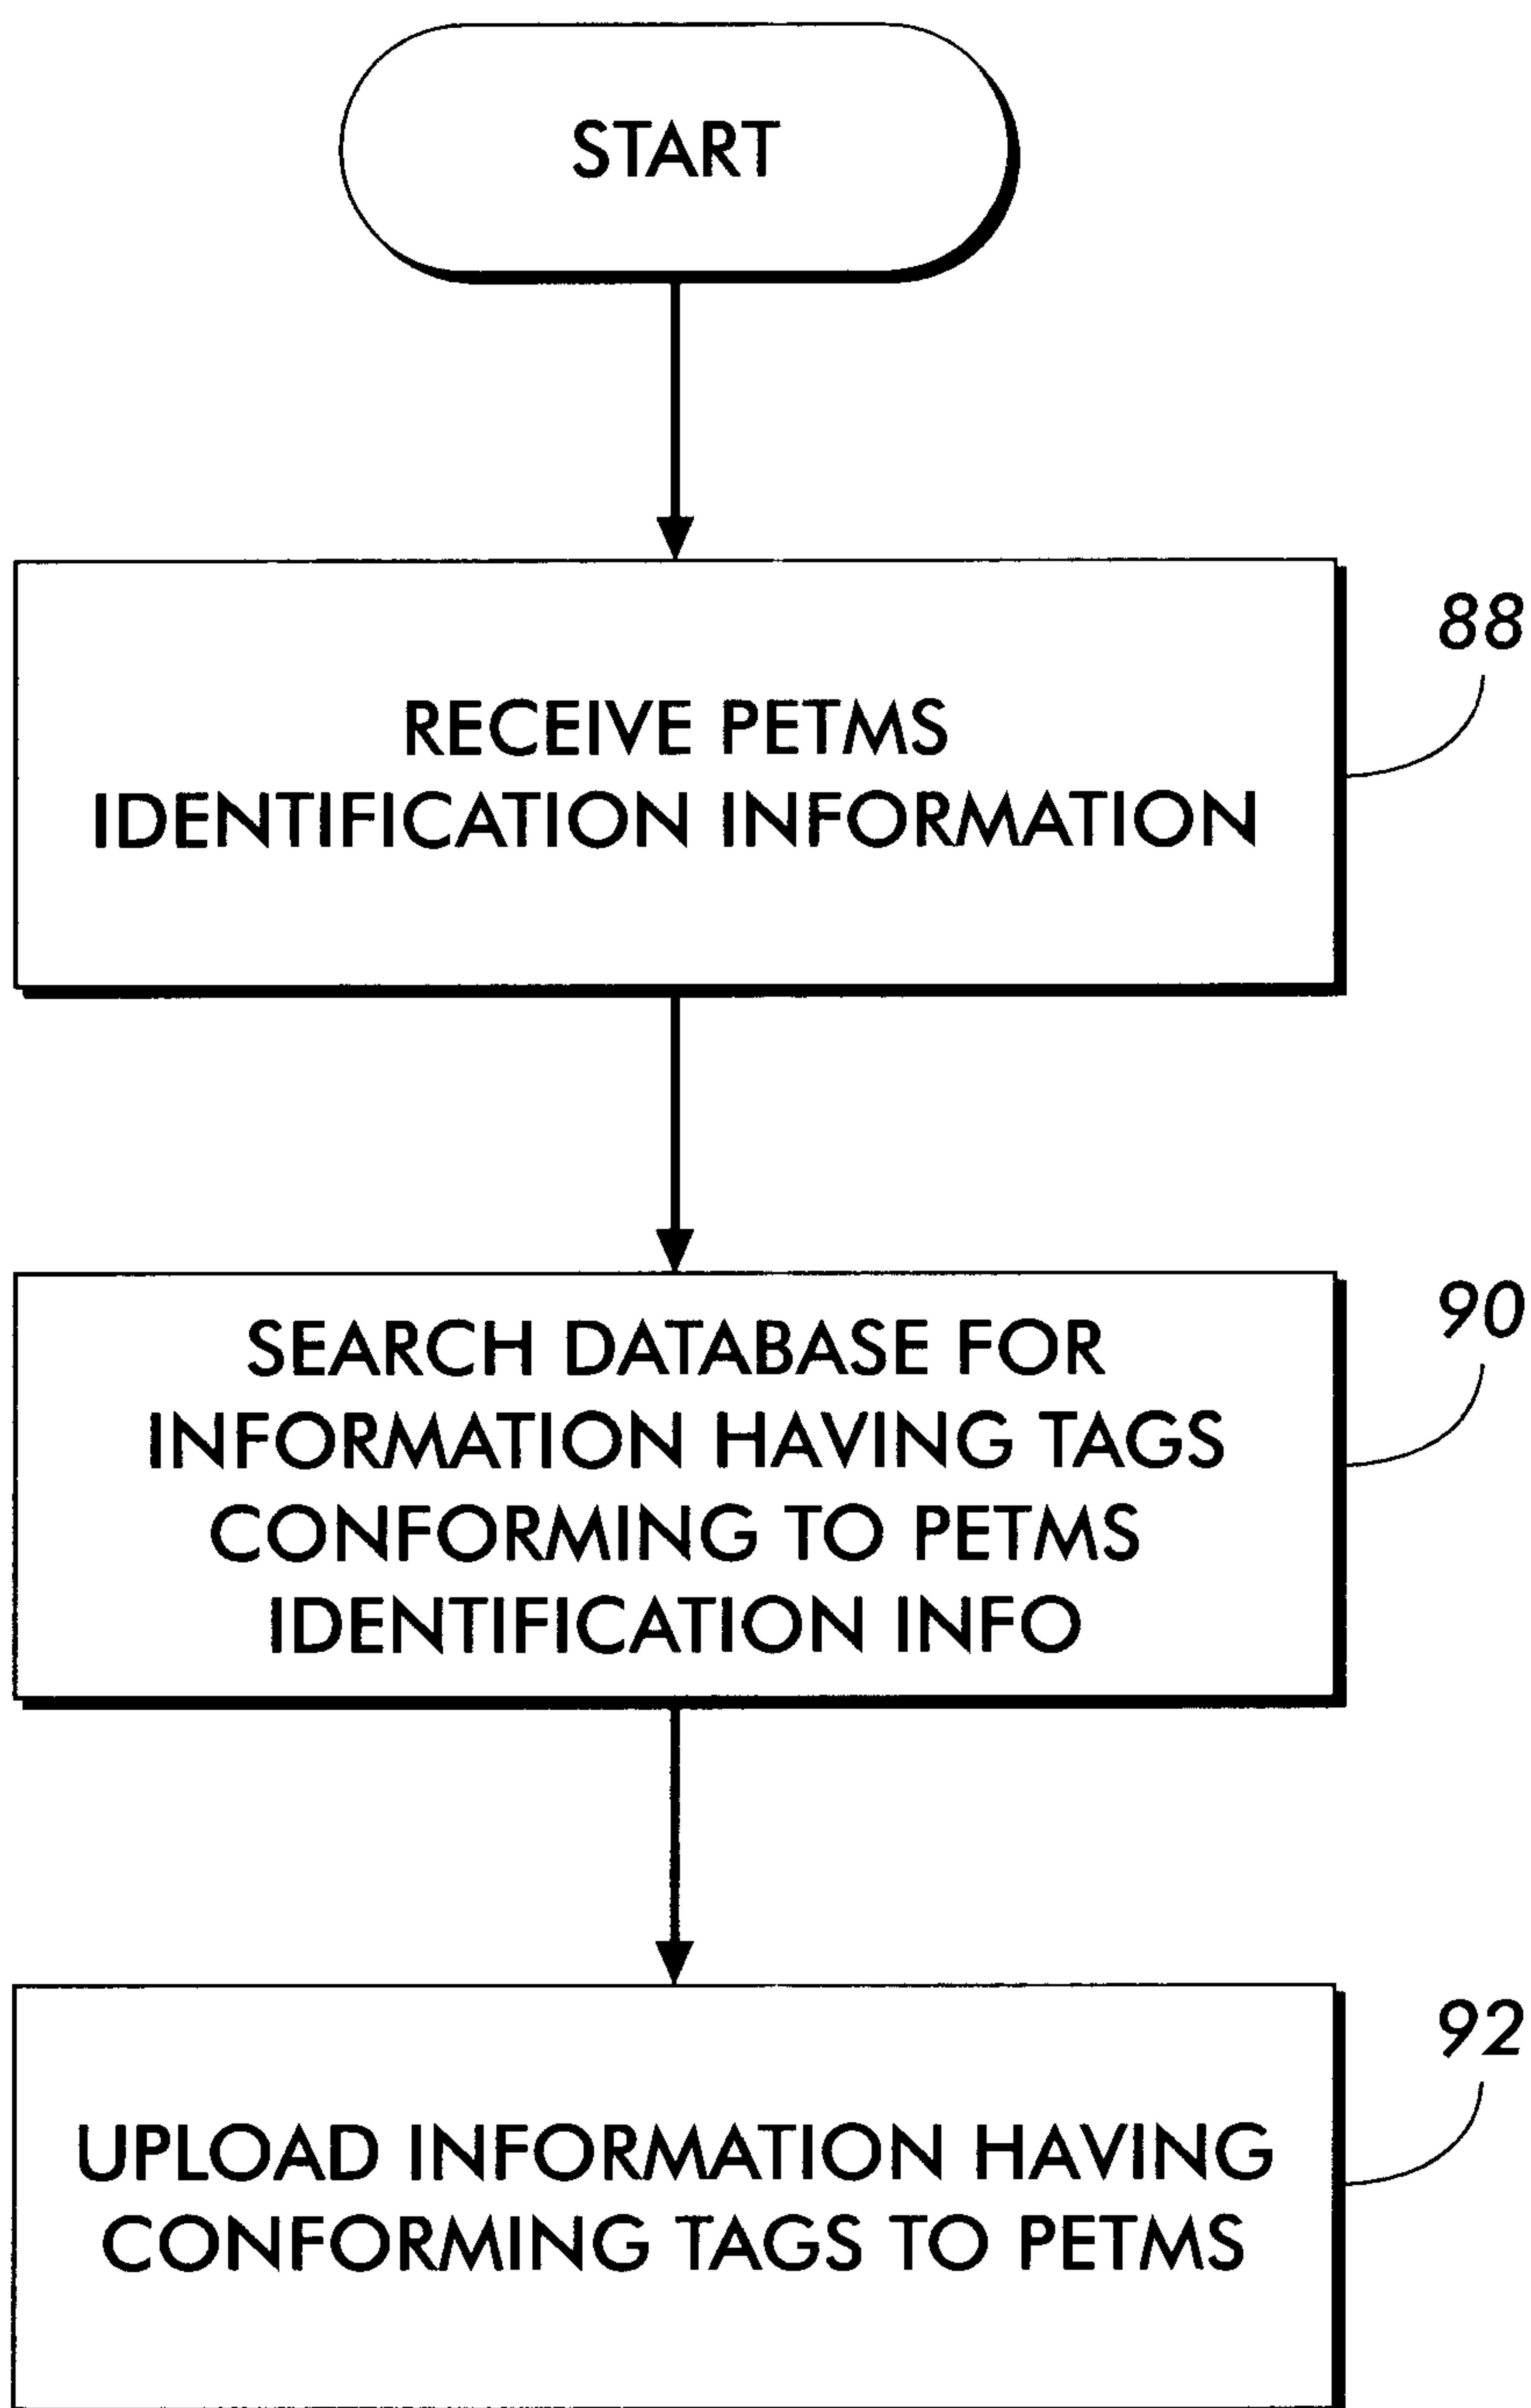 START
88
RECEIVE PETMS
IDENTIFICATION INFORMATION
90
SEARCH DATABASE FOR
INFORMATION HAVING TAGS
CONFORMING TO PETMS
IDENTIFICATION INFO
92
UPLOAD INFORMATION HAVING
CONFORMING TAGS TO PETMS